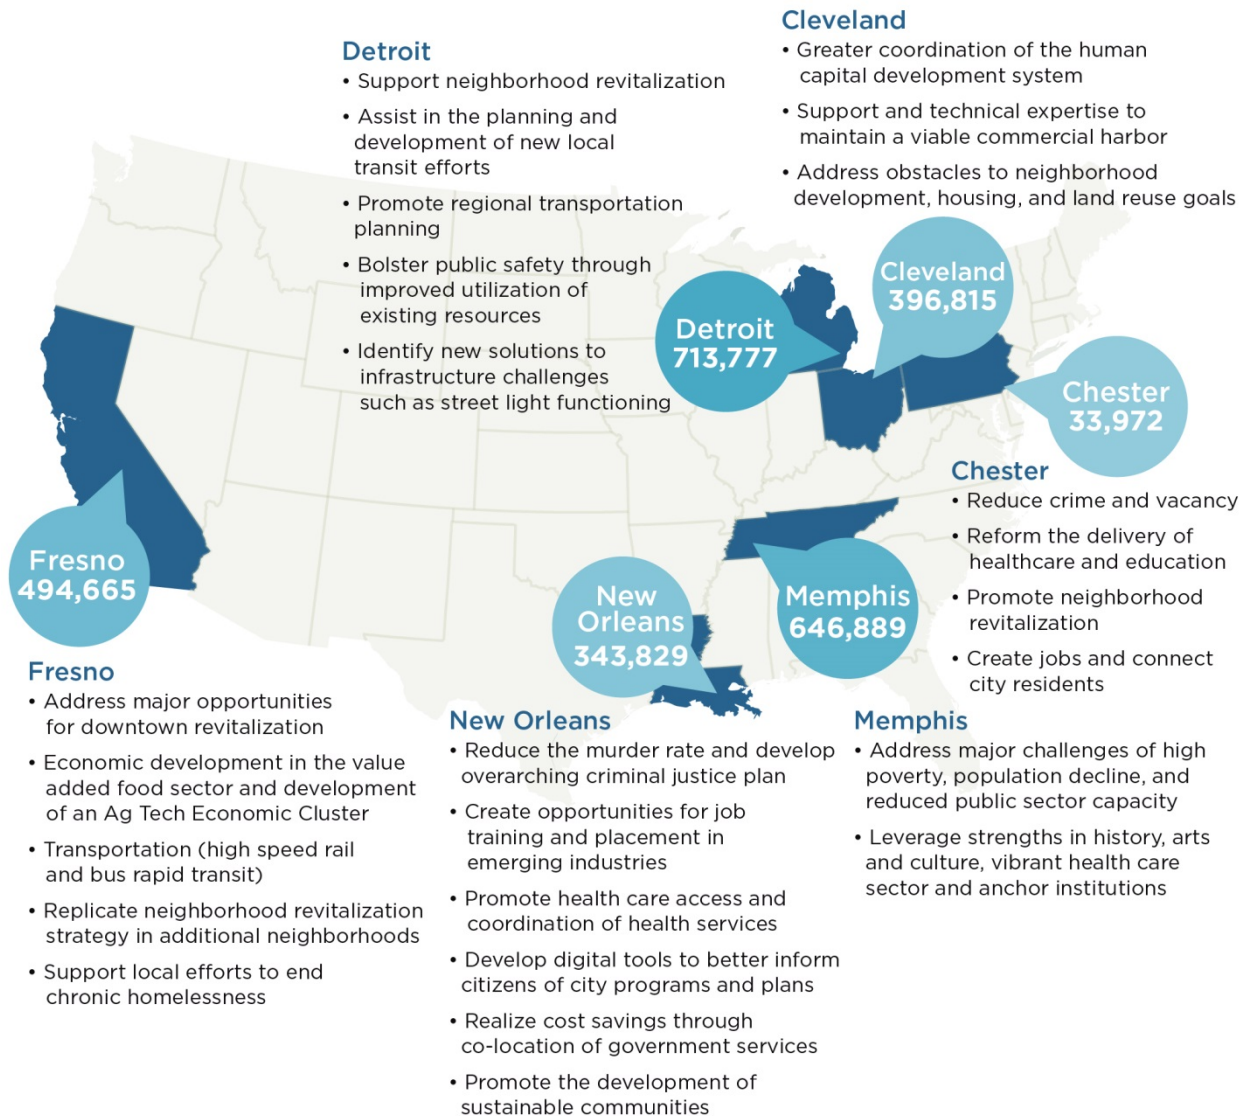 Cleveland
• Greater coordination of the human
capital development system
• Support and technical expertise to
maintain a viable commercial harbor
• Address obstacles to neighborhood
development, housing, and land reuse goals
Detroit
• Support neighborhood revitalization
• Assist in the planning and
development of new local
transit efforts
• Promote regional transportation
planning
• Bolster public safety through
improved utilization of
existing resources
• Identify new solutions to
infrastructure challenges
such as street light functioning
Cleveland
396,815
Detroit
713,777
Chester
33,972
Fresno
494,665
New
Orleans
343,829
Memphis
646,889
Chester
• Reduce crime and vacancy
• Reform the delivery of
healthcare and education
• Promote neighborhood
revitalization
• Create jobs and connect
city residents
Fresno
• Address major opportunities
for downtown revitalization
• Economic development in the value
added food sector and development
of an Ag Tech Economic Cluster
• Transportation (high speed rail
and bus rapid transit)
• Replicate neighborhood revitalization
strategy in additional neighborhoods
• Support local efforts to end
chronic homelessness
New Orleans
• Reduce the murder rate and develop
overarching criminal justice plan
• Create opportunities for job
training and placement in
emerging industries
• Promote health care access and
coordination of health services
• Develop digital tools to better inform
citizens of city programs and plans
• Realize cost savings through
co-location of government services
• Promote the development of
sustainable communities
Memphis
• Address major challenges of high
poverty, population decline, and
reduced public sector capacity
• Leverage strengths in history, arts
and culture, vibrant health care
sector and anchor institutions